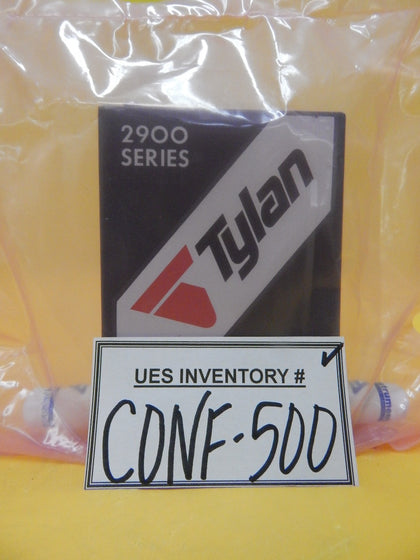 2900
SERIES
Tylan
UES INVENTORY #
CONF-500